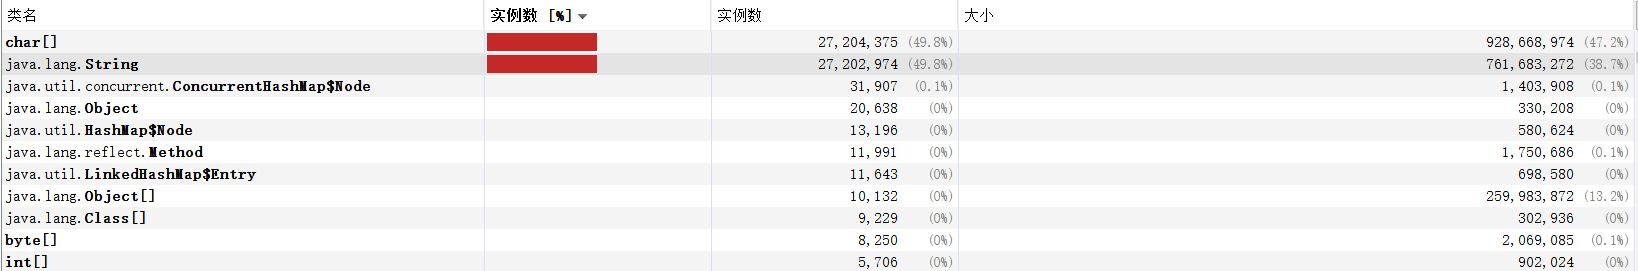 类名 实例数 [%] 实例数 大小
char[] 27,204,375 (49.8%) 928,668,974 (47.2%)
java.lang.String 27,202,974 (49.8%) 761,683,272 (38.7%)
java.util.concurrent.ConcurrentHashMap$Node 31,907 (0.1%) 1,403,908 (0.1%)
java.lang.Object 20,638 (0%) 330,208 (0%)
java.util.HashMap$Node 13,196 (0%) 580,624 (0%)
java.lang.reflect.Method 11,991 (0%) 1,750,686 (0.1%)
java.util.LinkedHashMap$Entry 11,643 (0%) 698,580 (0%)
java.lang.Object[] 10,132 (0%) 259,983,872 (13.2%)
java.lang.Class[] 9,229 (0%) 302,936 (0%)
byte[] 8,250 (0%) 2,069,085 (0.1%)
int[] 5,706 (0%) 902,024 (0%)